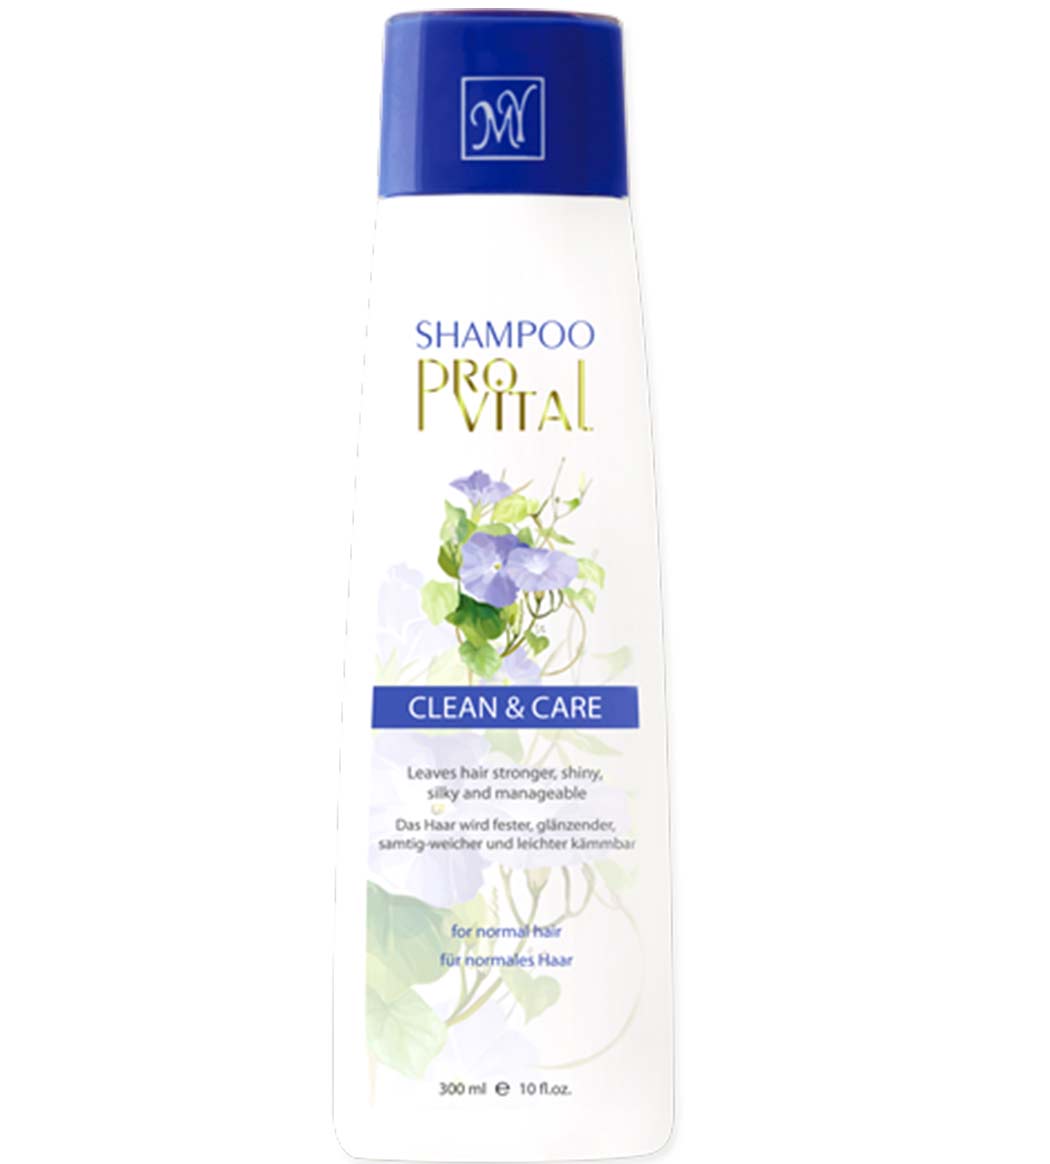 MY
SHAMPOO
PRO
VITAL
CLEAN & CARE
Leaves hair stronger, shiny,
silky and manageable
Das Haar wird fester, glänzender,
samtig-weicher und leichter kämmbar
for normal hair
für normales Haar
300 ml ℮ 10 fl.oz.